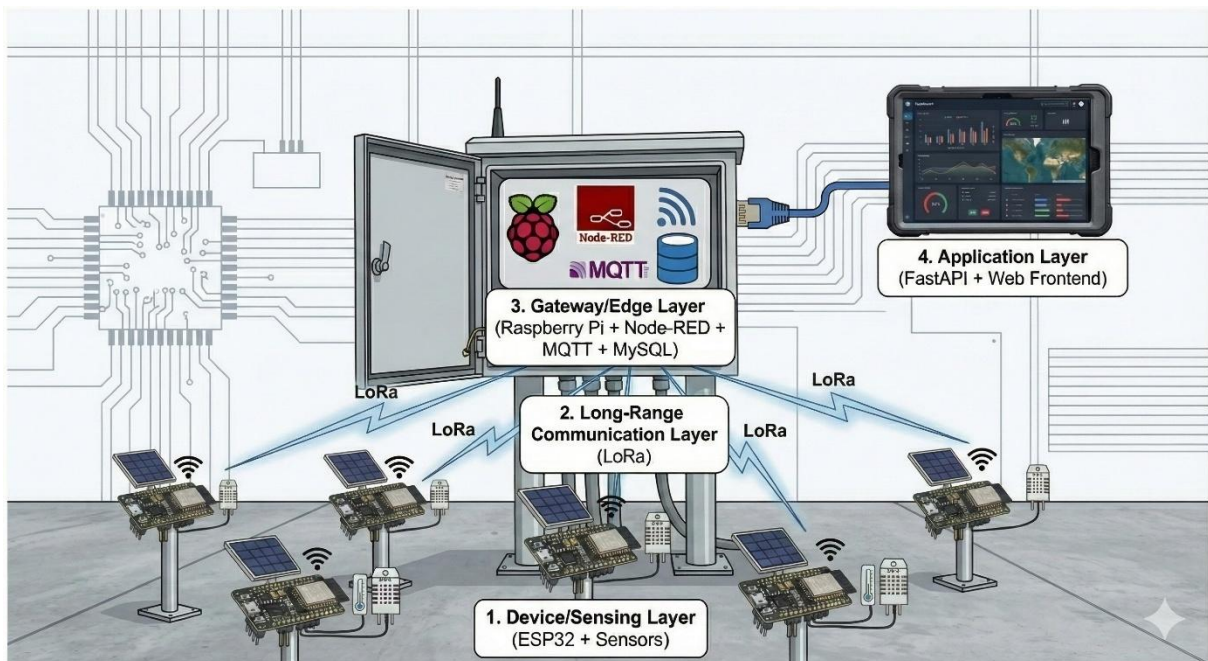 Node-RED
MQTT
3. Gateway/Edge Layer
(Raspberry Pi + Node-RED +
MQTT + MySQL)
4. Application Layer
(FastAPI + Web Frontend)
LoRa
LoRa
2. Long-Range
Communication Layer
(LoRa)
LoRa
LoRa
1. Device/Sensing Layer
(ESP32 + Sensors)